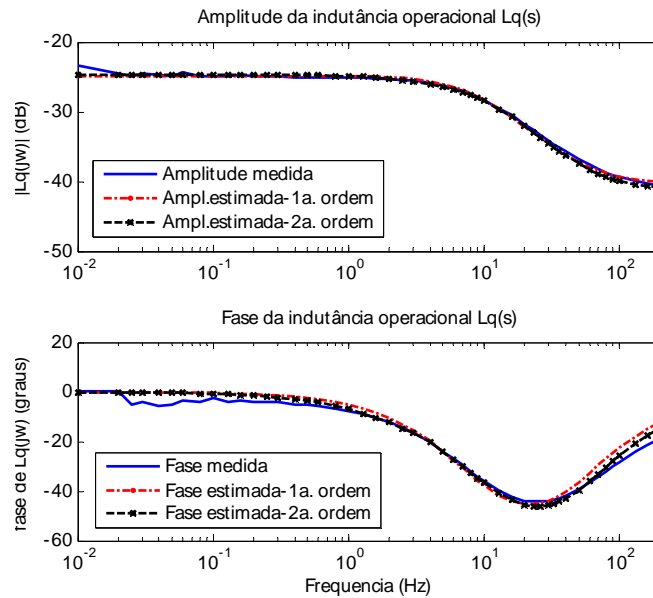 Amplitude da indutância operacional Lq(s)
-20
-30
-40
-50
|Lq(jw)| (dB)
Amplitude medida
Ampl.estimada-1a. ordem
Ampl.estimada-2a. ordem
10^-2
10^-1
10^0
10^1
10^2
Fase da indutância operacional Lq(s)
20
0
-20
-40
-60
fase de Lq(jw) (graus)
Fase medida
Fase estimada-1a. ordem
Fase estimada-2a. ordem
10^-2
10^-1
10^0
10^1
10^2
Frequencia (Hz)